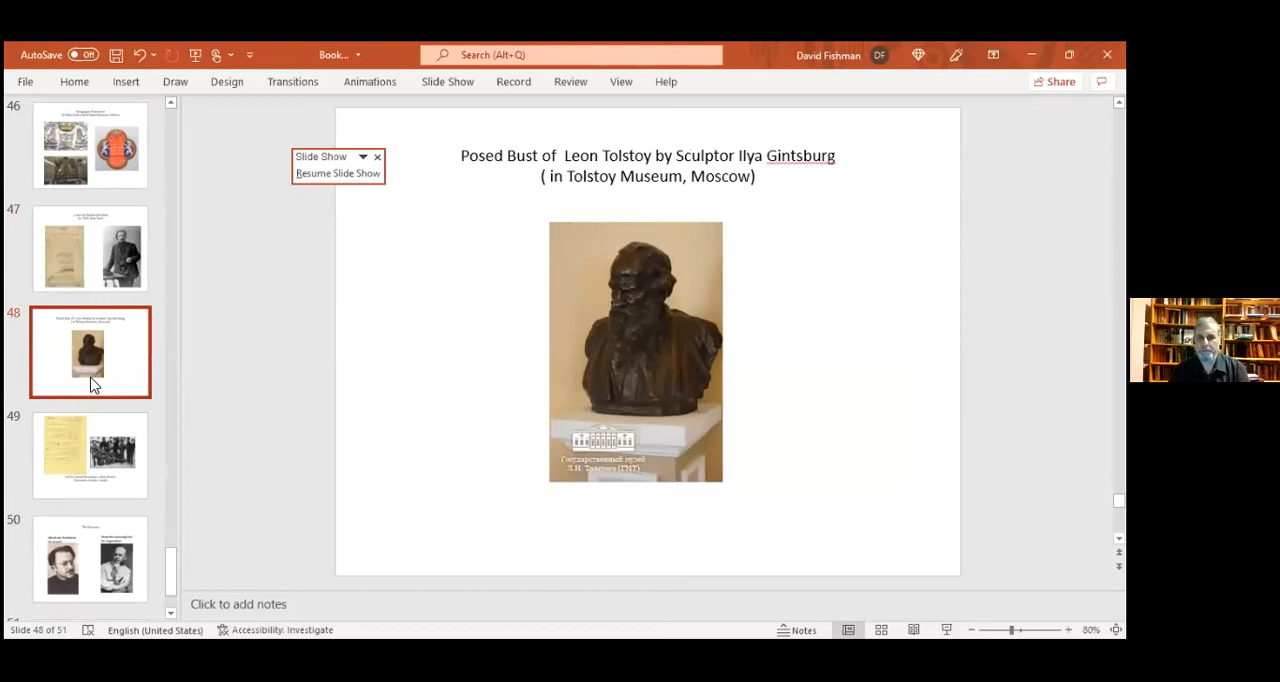 AutoSave Off Book... Search (Alt+Q) David Fishman DF
File Home Insert Draw Design Transitions Animations Slide Show Record Review View Help Share
46
47
48
49
50
Slide Show
Resume Slide Show
Posed Bust of Leon Tolstoy by Sculptor Ilya Gintsburg
( in Tolstoy Museum, Moscow)
Государственный музей
Л.Н. Толстого (ГМТ)
Click to add notes
Slide 48 of 51 English (United States) Accessibility: Investigate Notes 80%